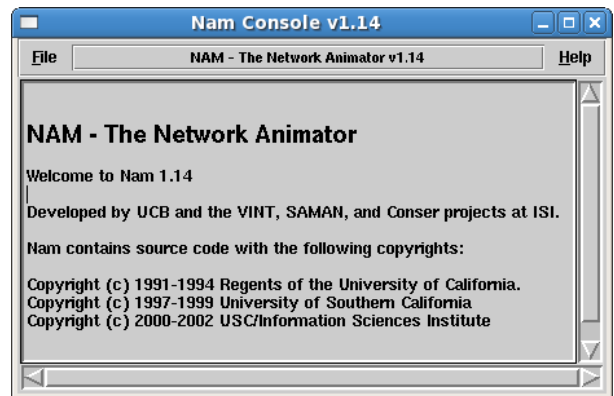 Nam Console v1.14
File NAM - The Network Animator v1.14 Help
NAM - The Network Animator
Welcome to Nam 1.14
Developed by UCB and the VINT, SAMAN, and Conser projects at ISI.
Nam contains source code with the following copyrights:
Copyright (c) 1991-1994 Regents of the University of California.
Copyright (c) 1997-1999 University of Southern California
Copyright (c) 2000-2002 USC/Information Sciences Institute